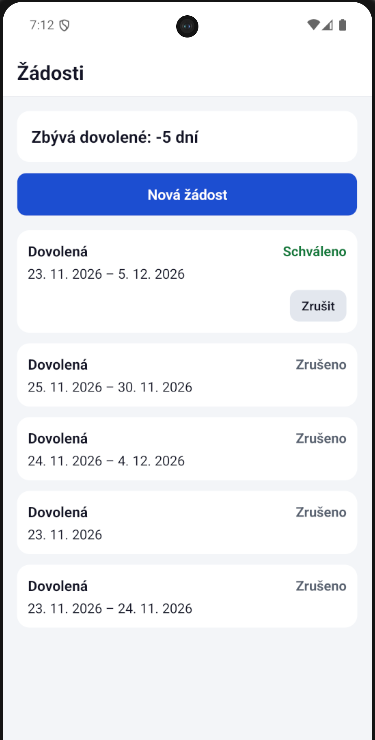 7:12
Žádosti
Zbývá dovolené: -5 dní
Nová žádost
Dovolená Schváleno
23. 11. 2026 – 5. 12. 2026
Zrušit
Dovolená Zrušeno
25. 11. 2026 – 30. 11. 2026
Dovolená Zrušeno
24. 11. 2026 – 4. 12. 2026
Dovolená Zrušeno
23. 11. 2026
Dovolená Zrušeno
23. 11. 2026 – 24. 11. 2026